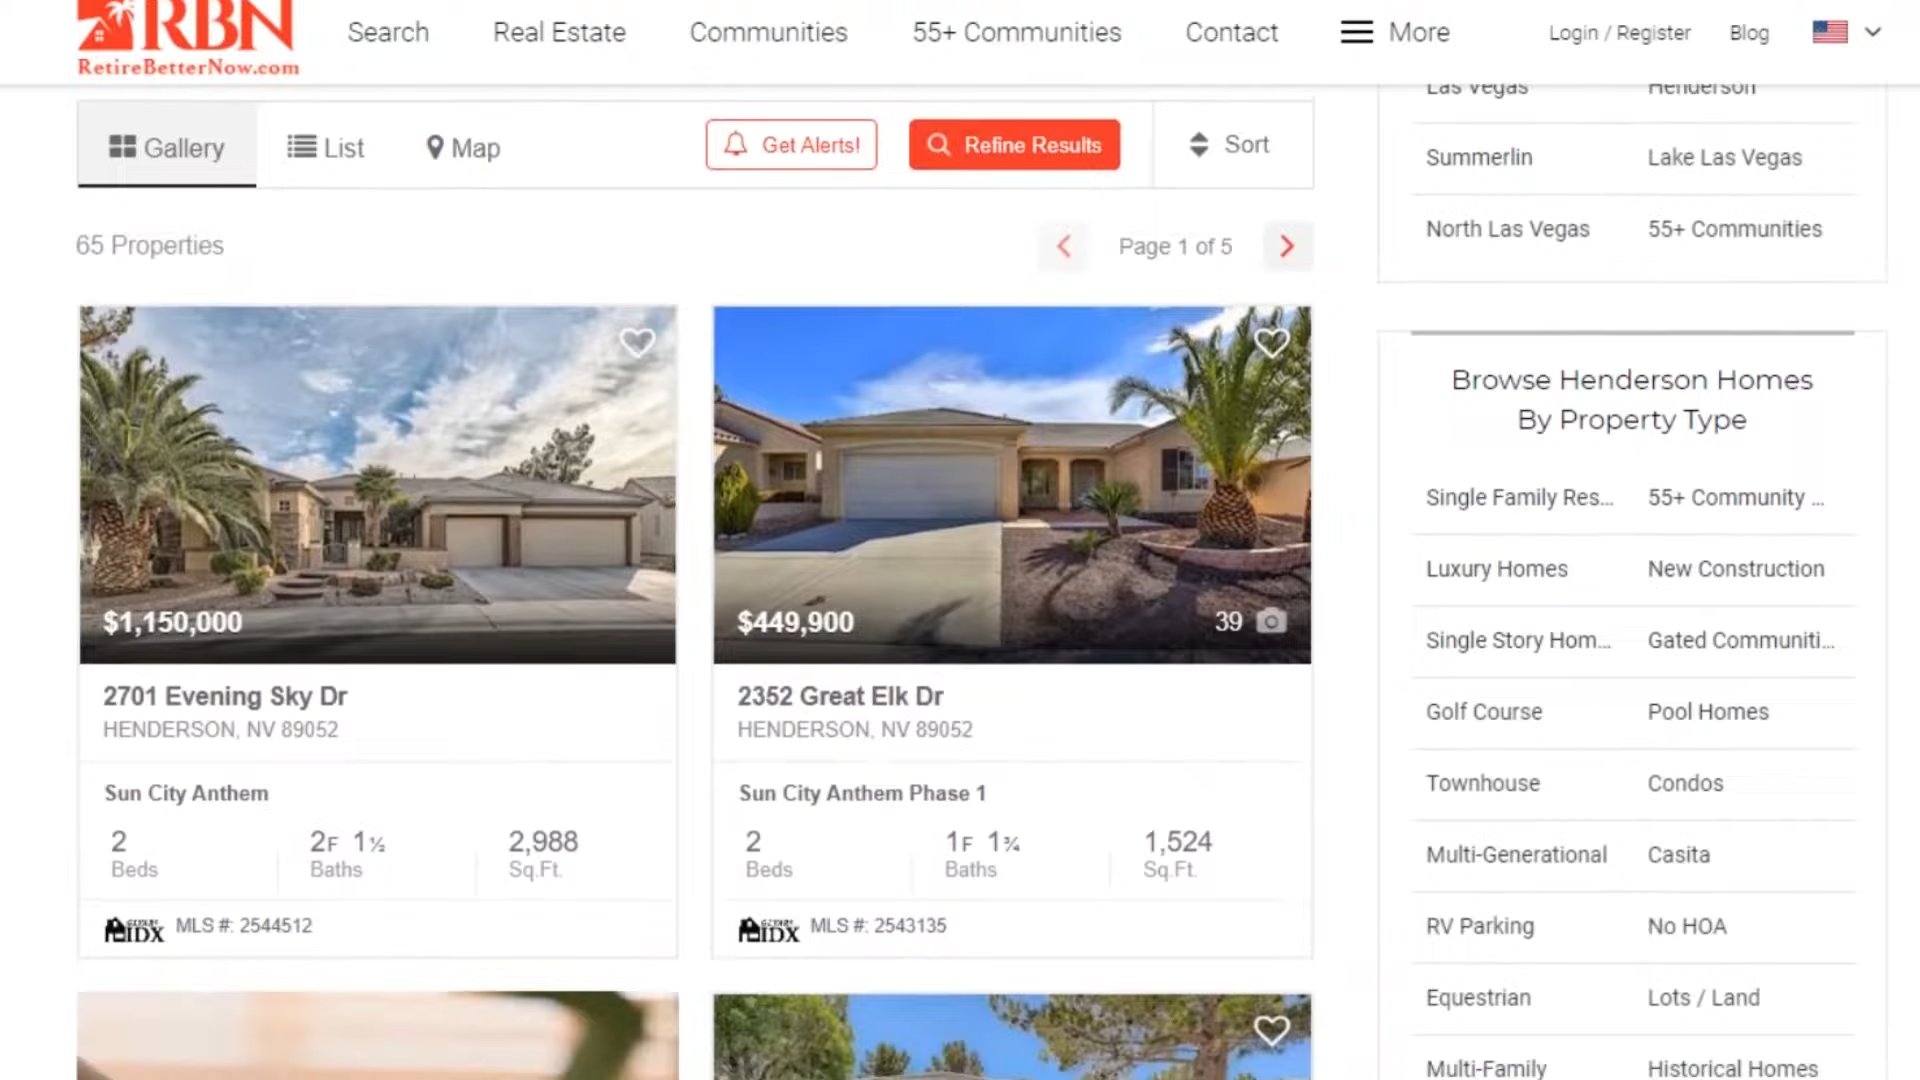 RBN
RetireBetterNow.com
Search
Real Estate
Communities
55+ Communities
Contact
More
Login / Register
Blog
Gallery
List
Map
Get Alerts!
Refine Results
Sort
65 Properties
Page 1 of 5
$1,150,000
2701 Evening Sky Dr
HENDERSON, NV 89052
Sun City Anthem
2
2F 1½
2,988
Beds
Baths
Sq.Ft.
IDX
MLS #: 2544512
$449,900
39
2352 Great Elk Dr
HENDERSON, NV 89052
Sun City Anthem Phase 1
2
1F 1¾
1,524
Beds
Baths
Sq.Ft.
IDX
MLS #: 2543135
Las Vegas
Henderson
Summerlin
Lake Las Vegas
North Las Vegas
55+ Communities
Browse Henderson Homes
By Property Type
Single Family Res...
55+ Community ...
Luxury Homes
New Construction
Single Story Hom...
Gated Communiti...
Golf Course
Pool Homes
Townhouse
Condos
Multi-Generational
Casita
RV Parking
No HOA
Equestrian
Lots / Land
Multi-Family
Historical Homes